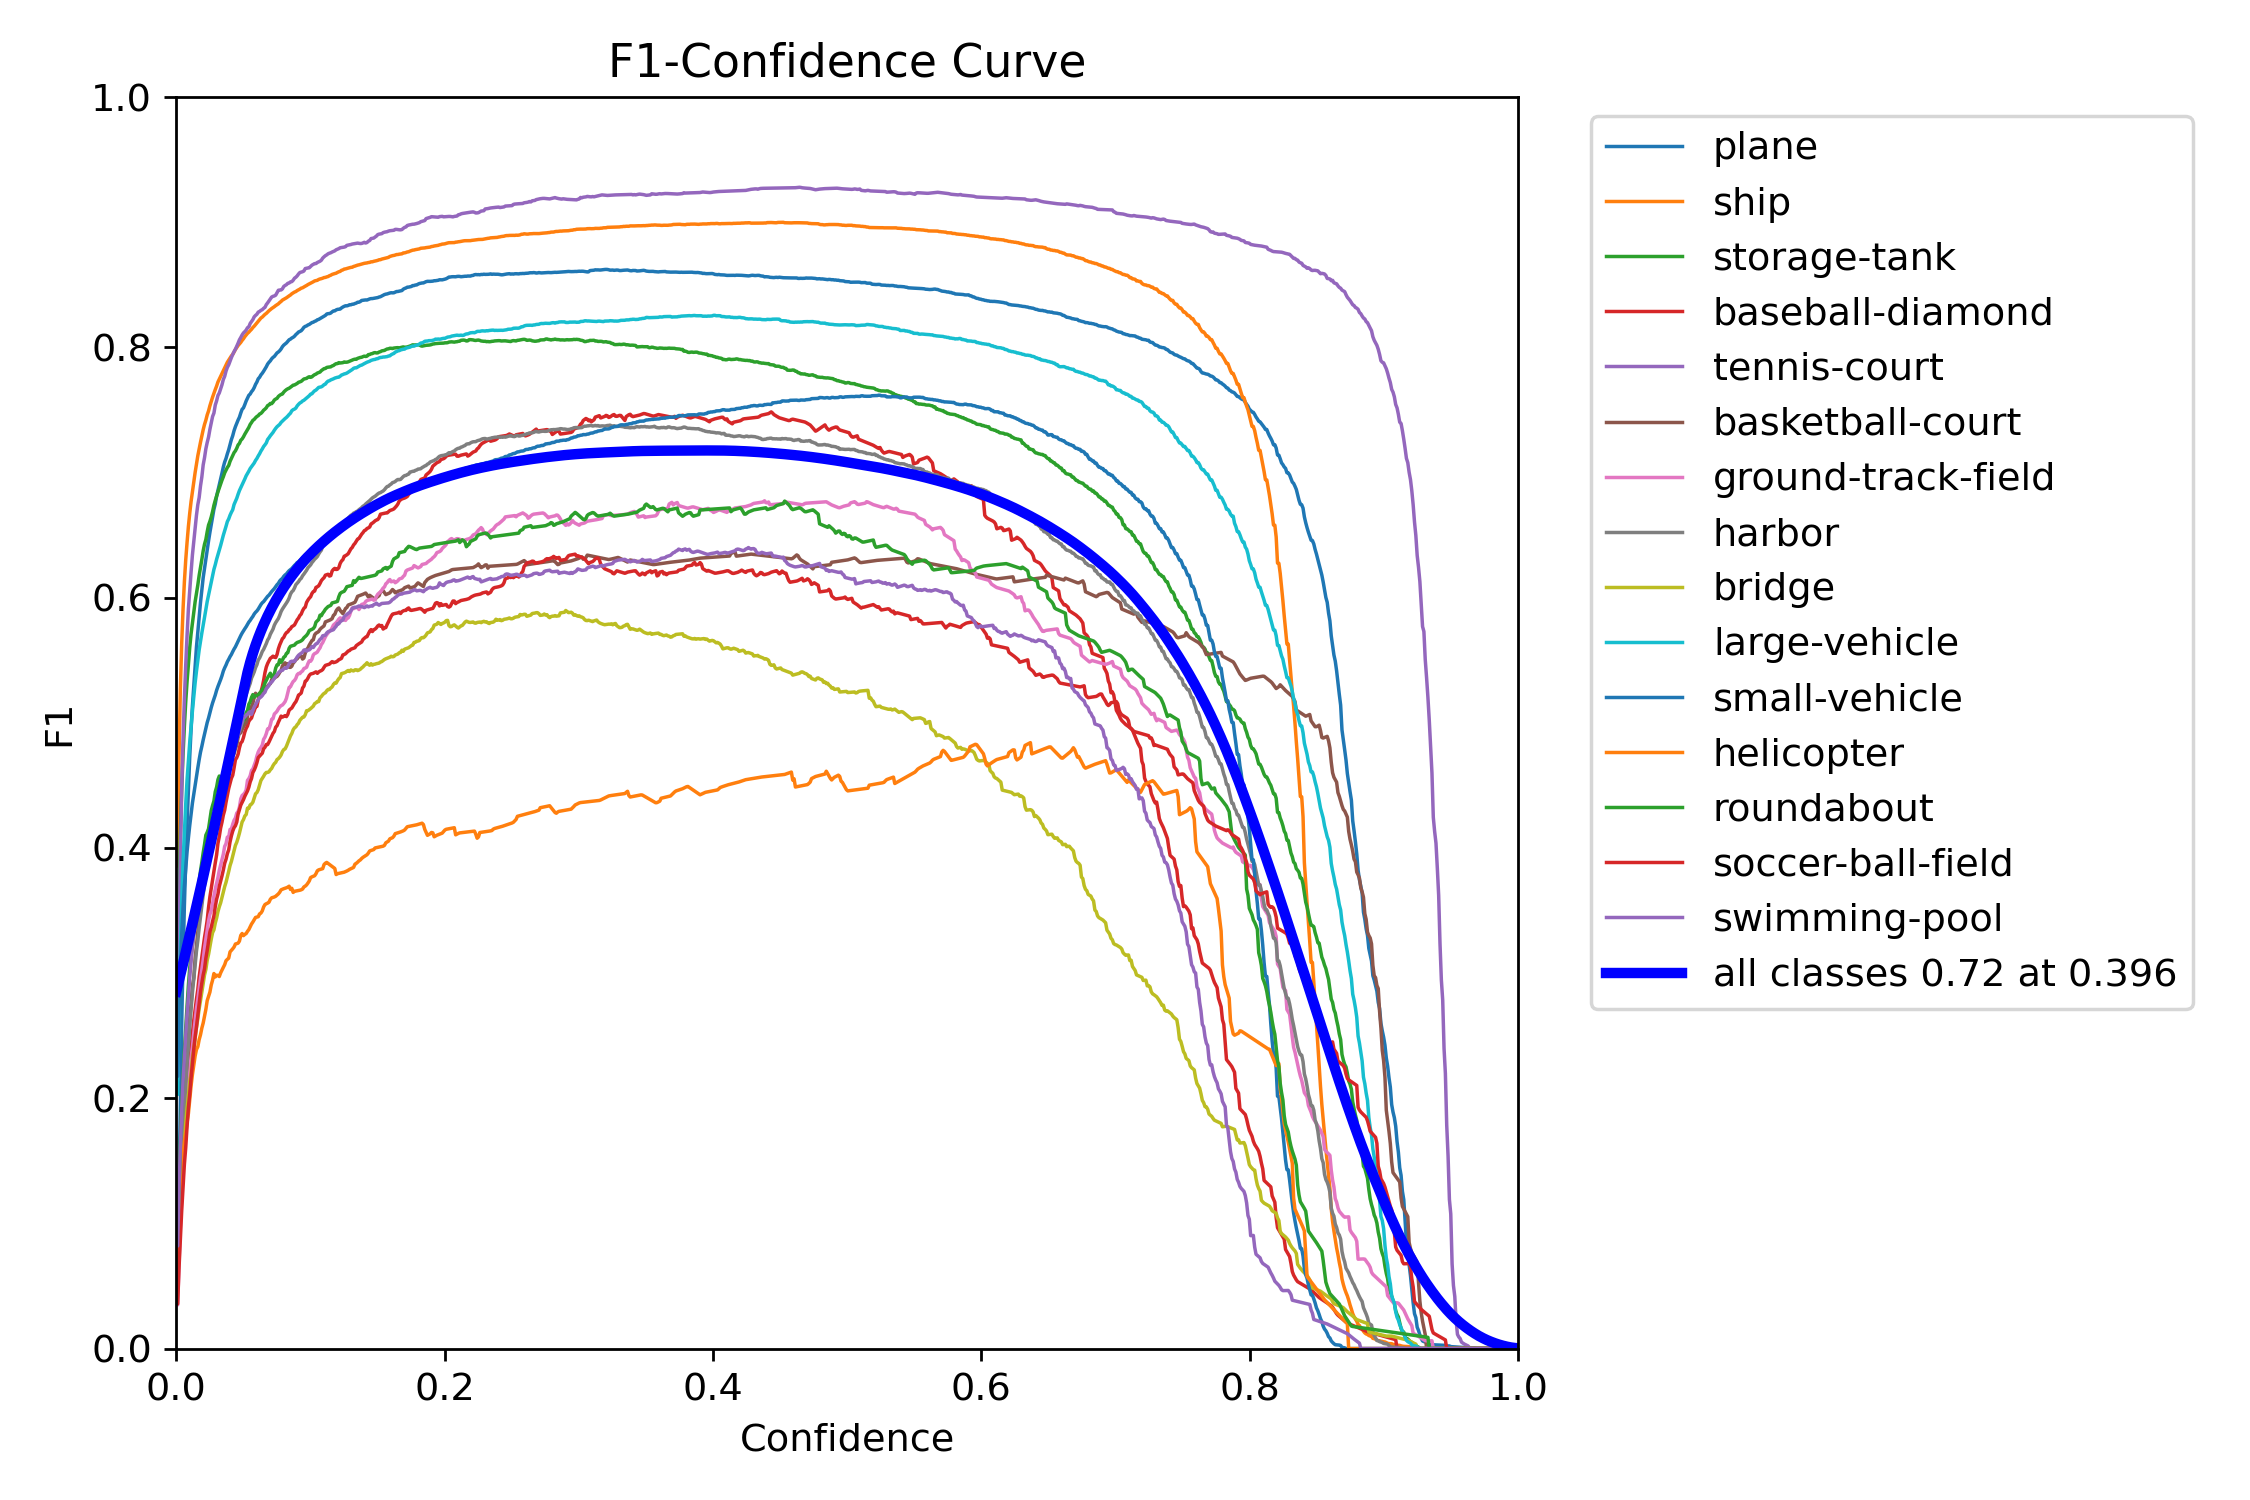 F1-Confidence Curve
1.0
0.8
0.6
0.4
0.2
0.0
F1
0.0 0.2 0.4 0.6 0.8 1.0
Confidence
plane
ship
storage-tank
baseball-diamond
tennis-court
basketball-court
ground-track-field
harbor
bridge
large-vehicle
small-vehicle
helicopter
roundabout
soccer-ball-field
swimming-pool
all classes 0.72 at 0.396